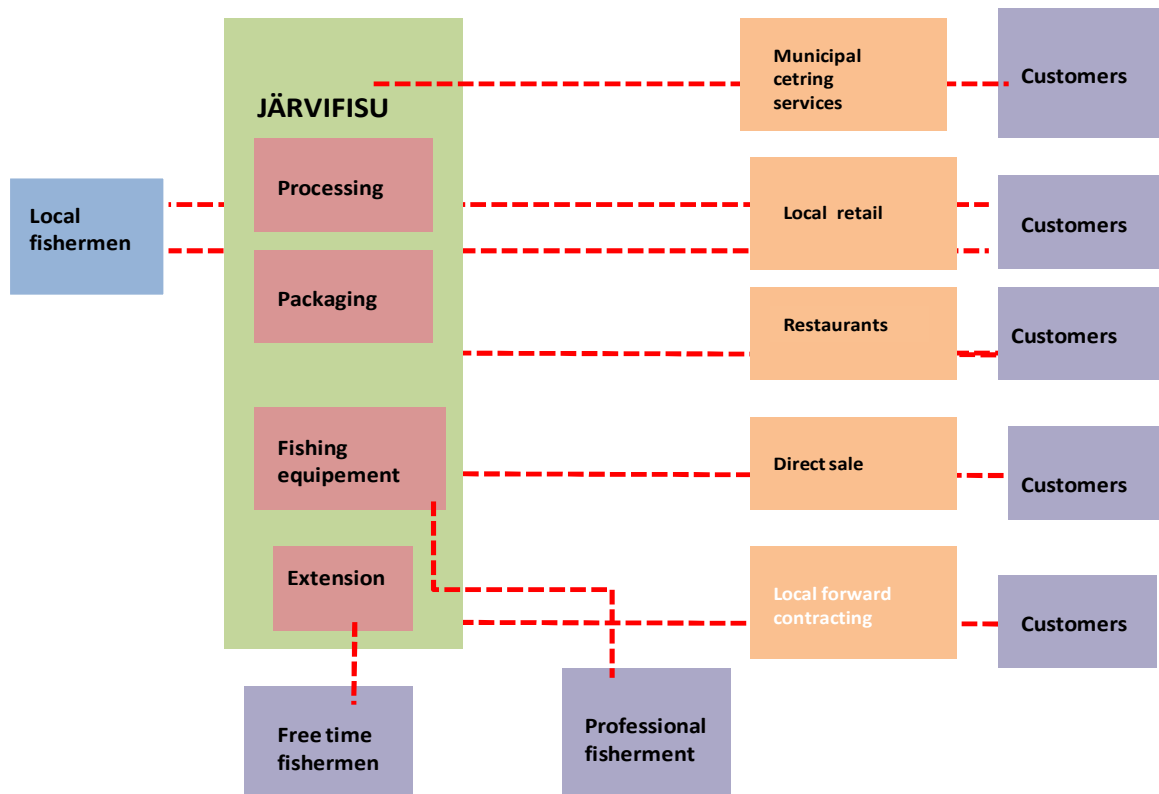 Municipal
cetring
services
Customers
JÄRVIFISU
Processing
Local
fishermen
Local retail
Customers
Packaging
Restaurants
Customers
Fishing
equipement
Direct sale
Customers
Extension
Local forward
contracting
Customers
Free time
fishermen
Professional
fisherment